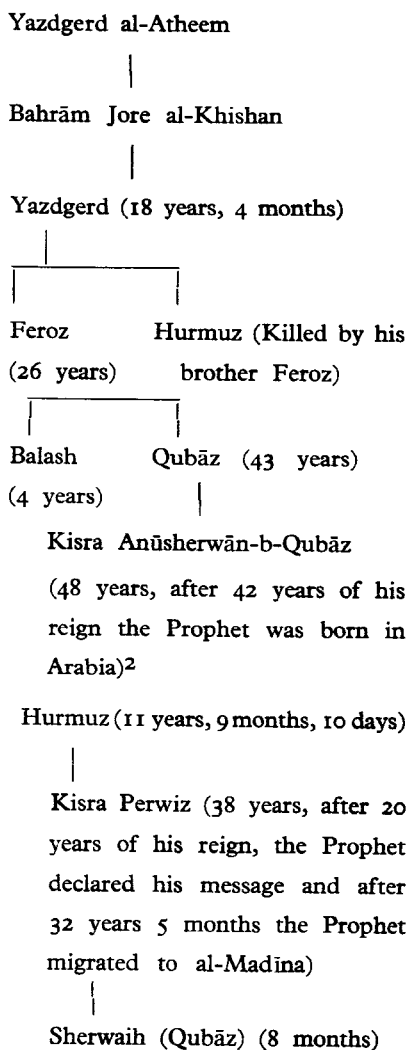 Yazdgerd al-Atheem
Bahrām Jore al-Khishan
Yazdgerd (18 years, 4 months)
Feroz Hurmuz (Killed by his
(26 years) brother Feroz)
Balash Qubāz (43 years)
(4 years)
Kisra Anūsherwān-b-Qubāz
(48 years, after 42 years of his
reign the Prophet was born in
Arabia)2
Hurmuz (11 years, 9 months, 10 days)
Kisra Perwiz (38 years, after 20
years of his reign, the Prophet
declared his message and after
32 years 5 months the Prophet
migrated to al-Madīna)
Sherwaih (Qubāz) (8 months)